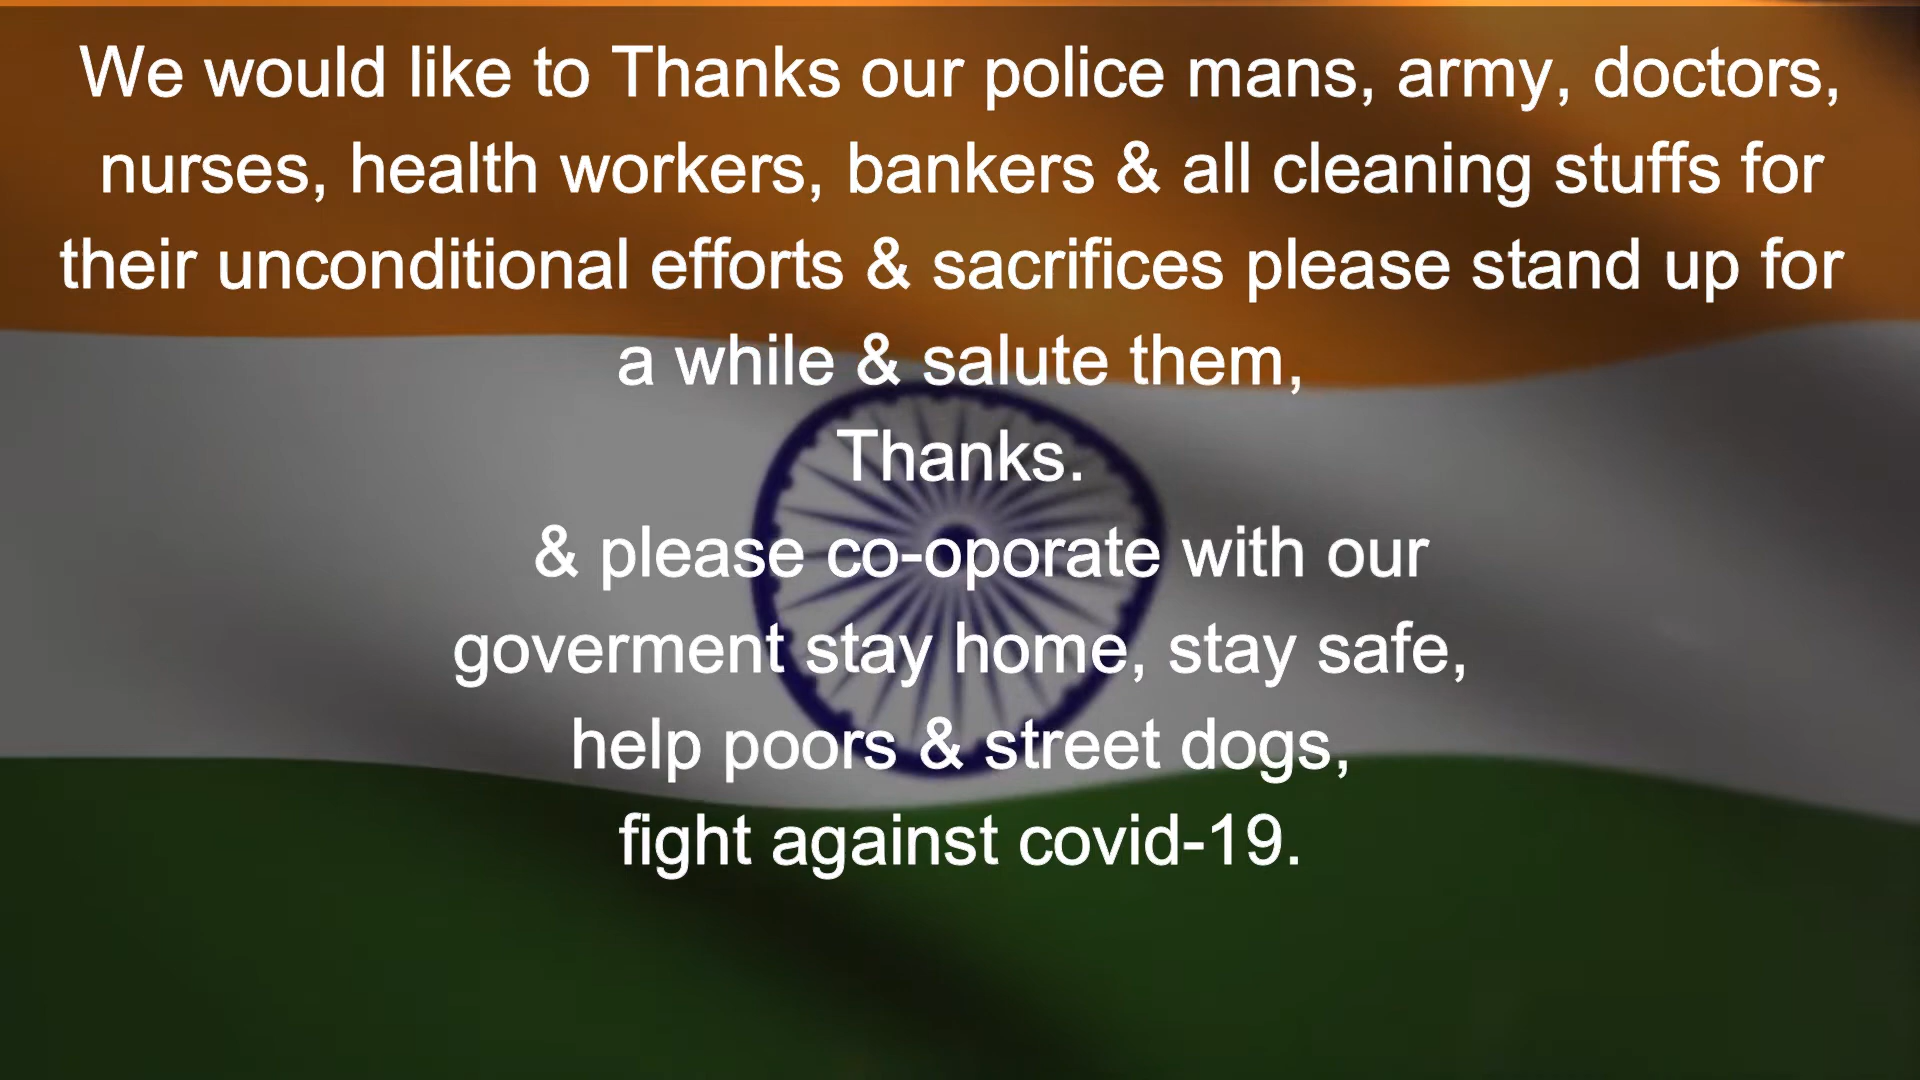 We would like to Thanks our police mans, army, doctors,
nurses, health workers, bankers & all cleaning stuffs for
their unconditional efforts & sacrifices please stand up for
a while & salute them,
Thanks.
& please co-oporate with our
goverment stay home, stay safe,
help poors & street dogs,
fight against covid-19.